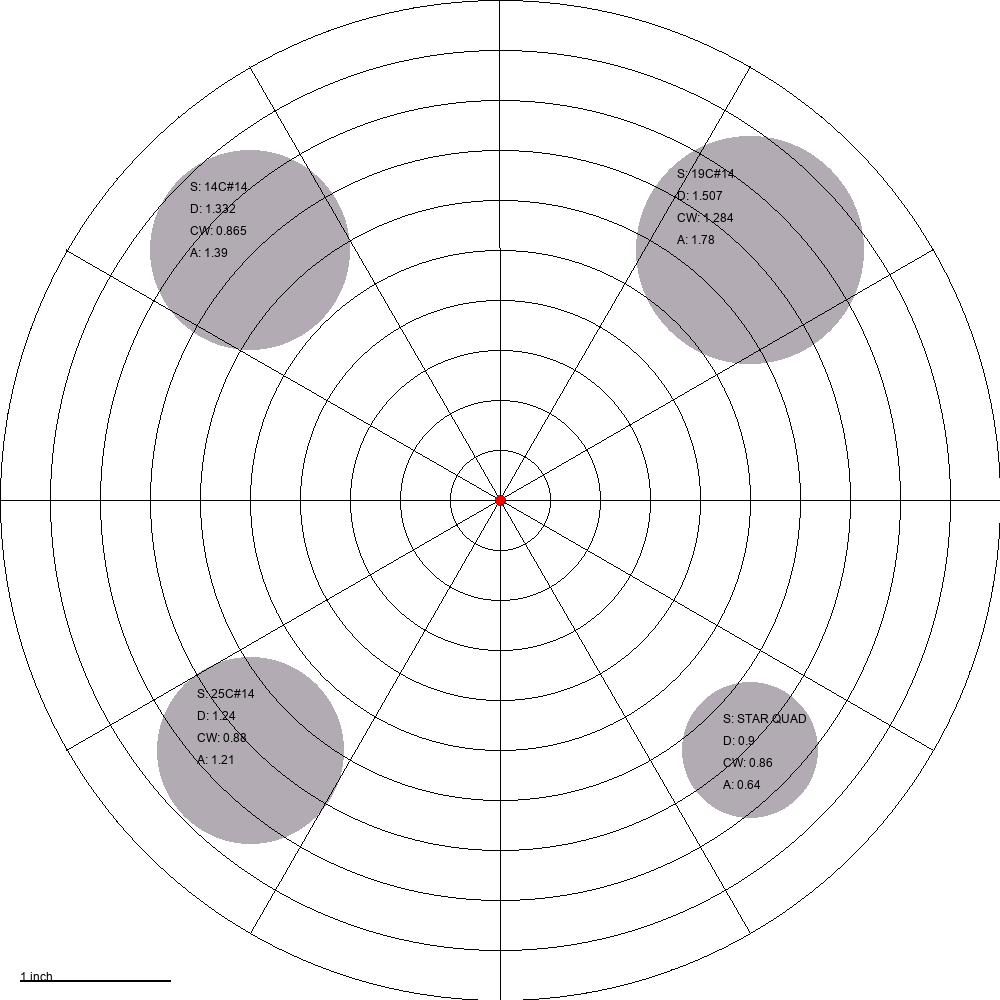 S: 14C#14
D: 1.332
CW: 0.865
A: 1.39
S: 19C#14
D: 1.507
CW: 1.284
A: 1.78
S: 25C#14
D: 1.24
CW: 0.88
A: 1.21
S: STAR QUAD
D: 0.9
CW: 0.86
A: 0.64
1 inch